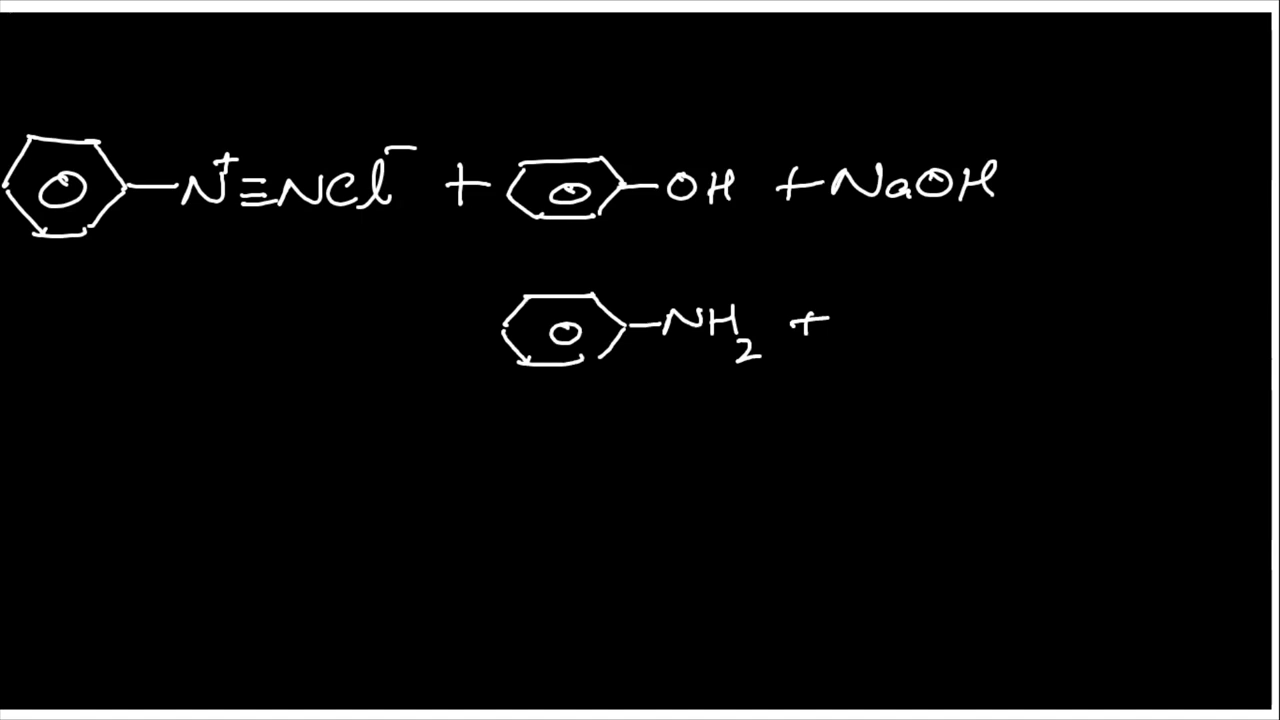 N⁺≡NCl⁻ + OH + NaOH
NH₂ +